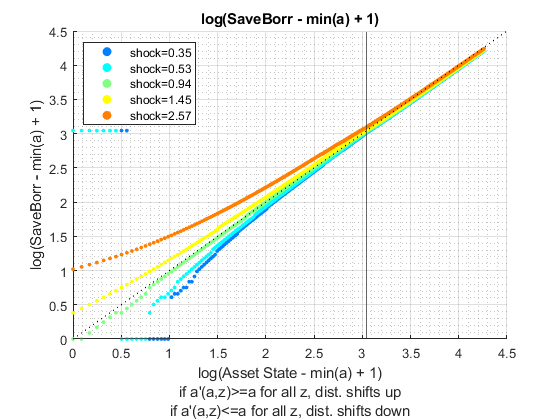 log(SaveBorr - min(a) + 1)
4.5
4
3.5
3
2.5
2
1.5
1
0.5
0
log(SaveBorr - min(a) + 1)
shock=0.35
shock=0.53
shock=0.94
shock=1.45
shock=2.57
0 0.5 1 1.5 2 2.5 3 3.5 4 4.5
log(Asset State - min(a) + 1)
if a'(a,z)>=a for all z, dist. shifts up
if a'(a,z)<=a for all z, dist. shifts down